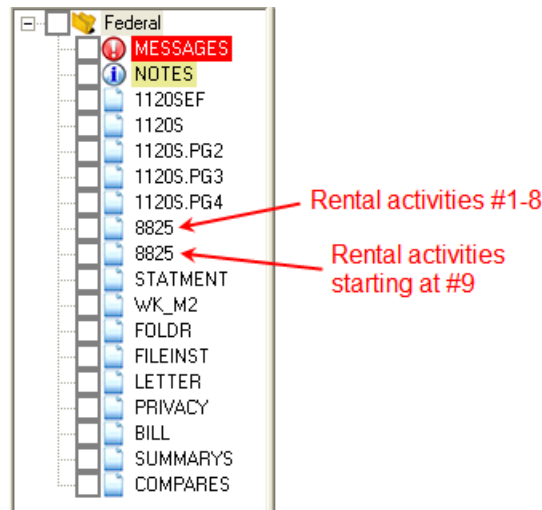 Federal
MESSAGES
NOTES
1120SEF
1120S
1120S.PG2
1120S.PG3
1120S.PG4
8825
8825
STATMENT
WK_M2
FOLDR
FILEINST
LETTER
PRIVACY
BILL
SUMMARYS
COMPARES
Rental activities #1-8
Rental activities
starting at #9